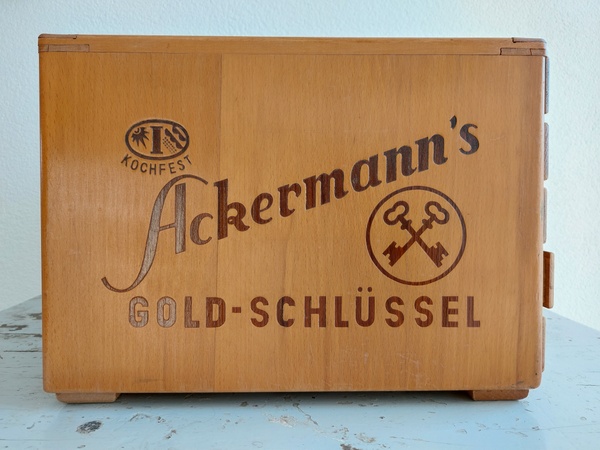 I
KOCHFEST
Ackermann's
GOLD-SCHLÜSSEL